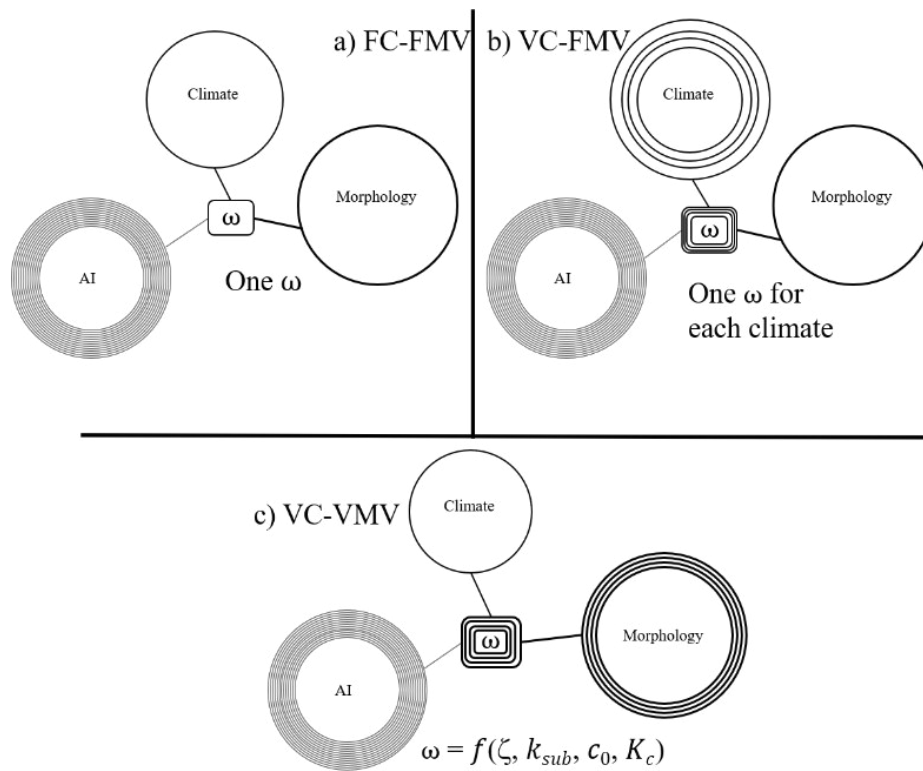 a) FC-FMV
Climate
Morphology
ω
AI
One ω
b) VC-FMV
Climate
Morphology
ω
AI
One ω for
each climate
c) VC-VMV
Climate
ω
Morphology
AI
ω = f(ζ, k_sub, c_0, K_c)